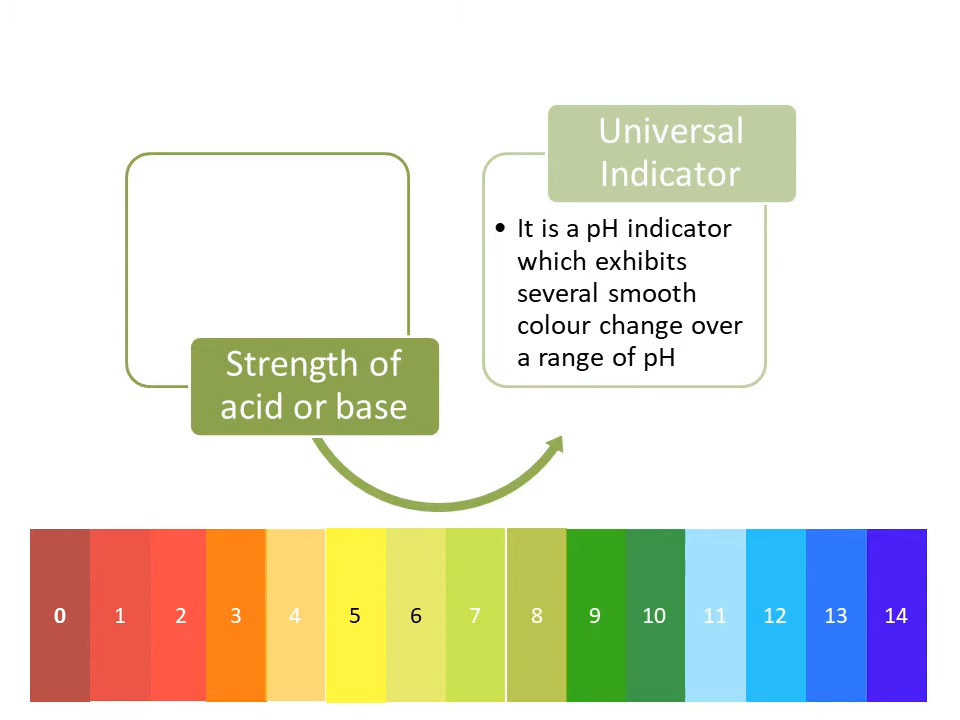 Universal
Indicator
• It is a pH indicator
which exhibits
several smooth
colour change over
a range of pH
Strength of
acid or base
0 1 2 3 4 5 6 7 8 9 10 11 12 13 14